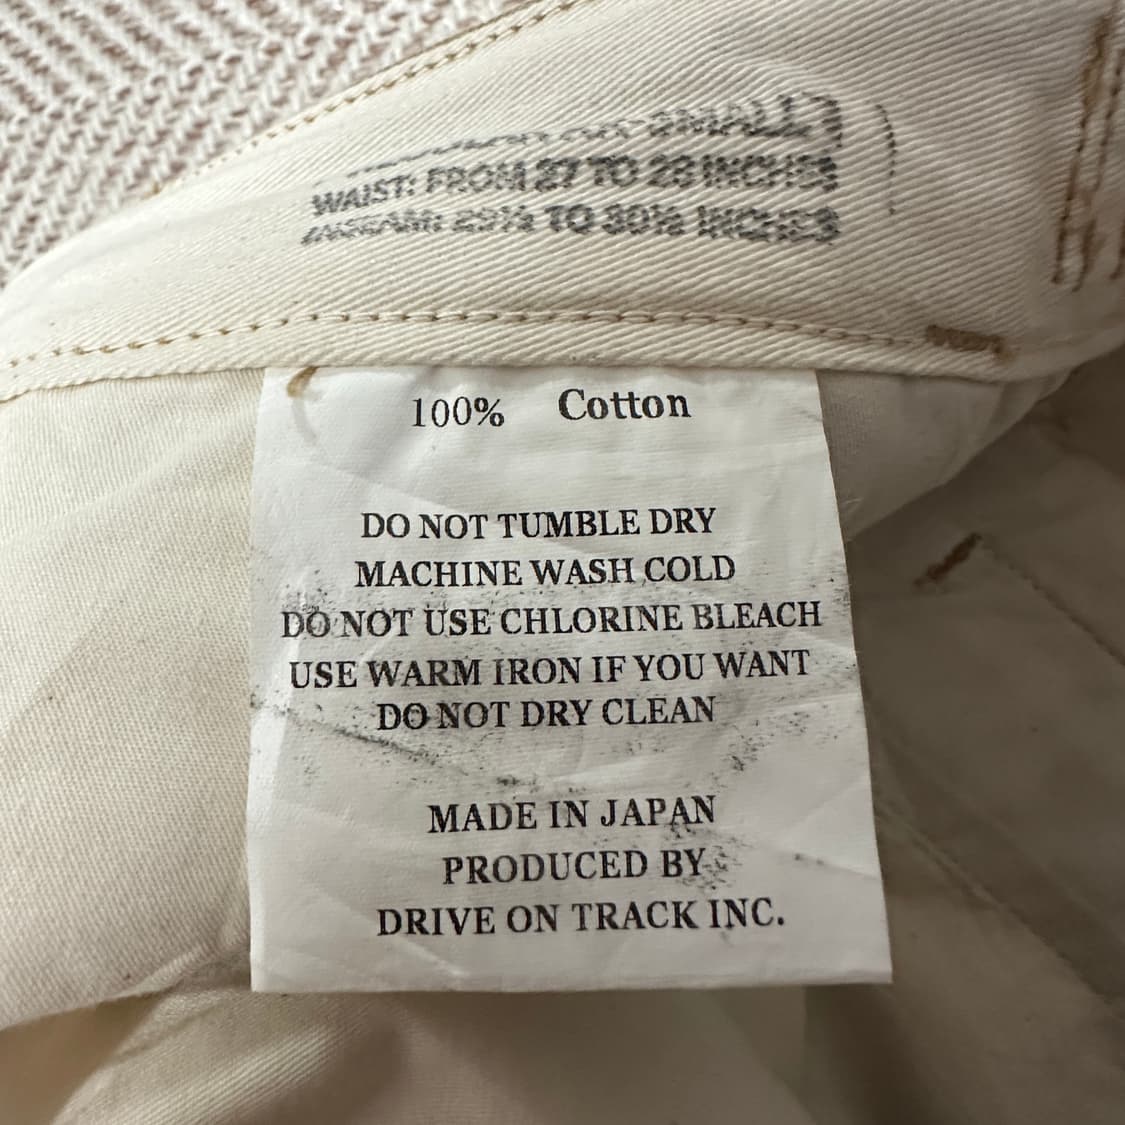 SMALL
WAIST: FROM 27 TO 28 INCHES
INSEAM: 29½ TO 30½ INCHES
100% Cotton
DO NOT TUMBLE DRY
MACHINE WASH COLD
DO NOT USE CHLORINE BLEACH
USE WARM IRON IF YOU WANT
DO NOT DRY CLEAN
MADE IN JAPAN
PRODUCED BY
DRIVE ON TRACK INC.